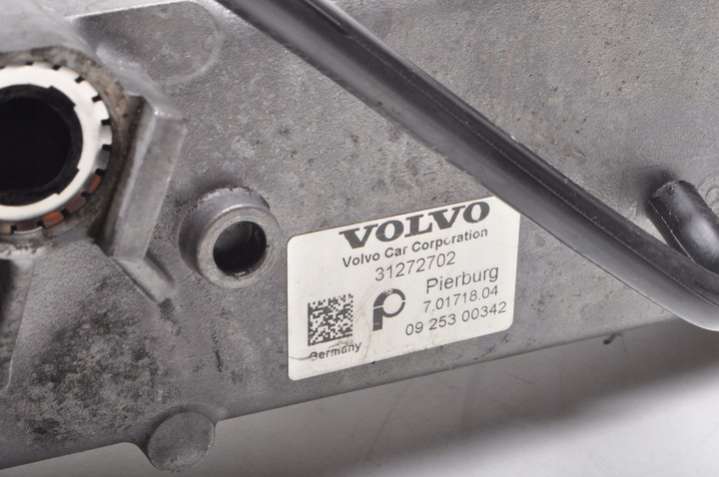 VOLVO
Volvo Car Corporation
31272702
Pierburg
7.01718.04
09 253 00342
Germany